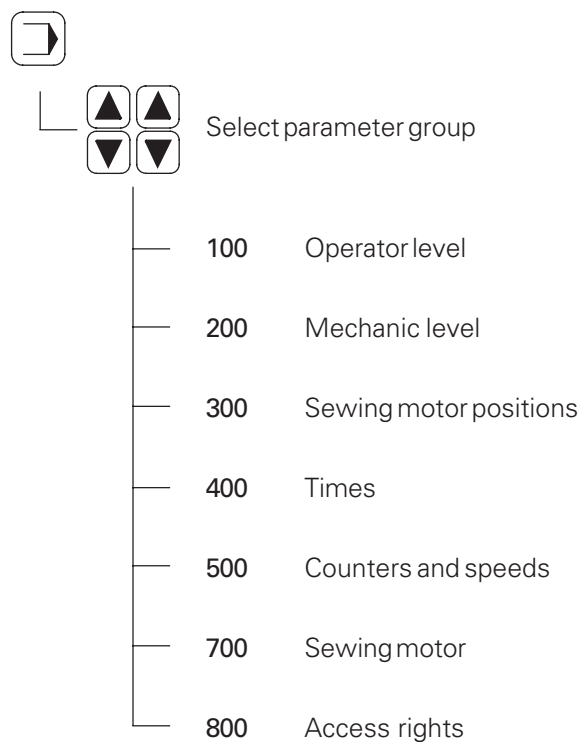 Select parameter group
100 Operator level
200 Mechanic level
300 Sewing motor positions
400 Times
500 Counters and speeds
700 Sewing motor
800 Access rights